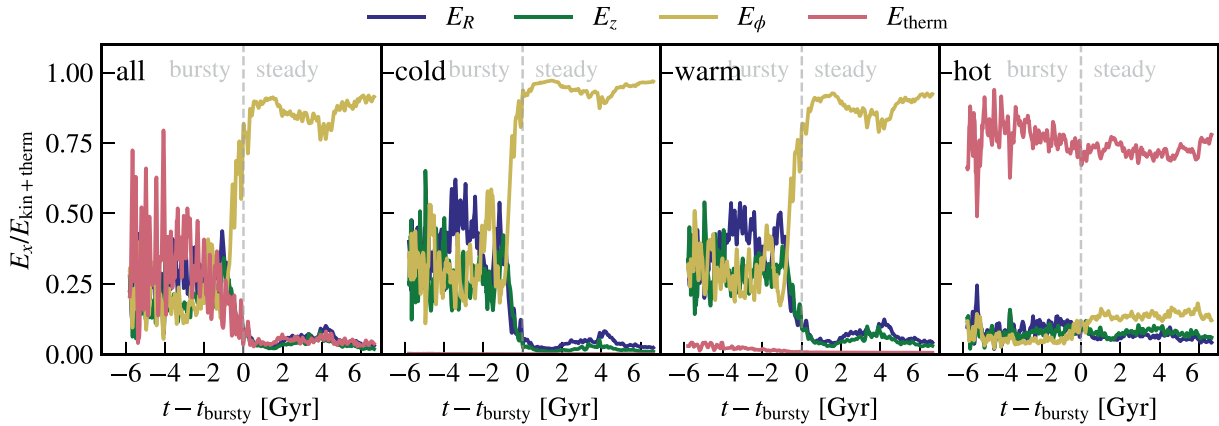 E_R E_z E_ϕ E_therm
all bursty steady cold bursty steady warm bursty steady hot bursty steady
1.00
0.75
0.50
0.25
0.00
E_x/E_kin + therm
−6 −4 −2 0 2 4 6 −6 −4 −2 0 2 4 6 −6 −4 −2 0 2 4 6 −6 −4 −2 0 2 4 6
t − t_bursty [Gyr] t − t_bursty [Gyr] t − t_bursty [Gyr] t − t_bursty [Gyr]